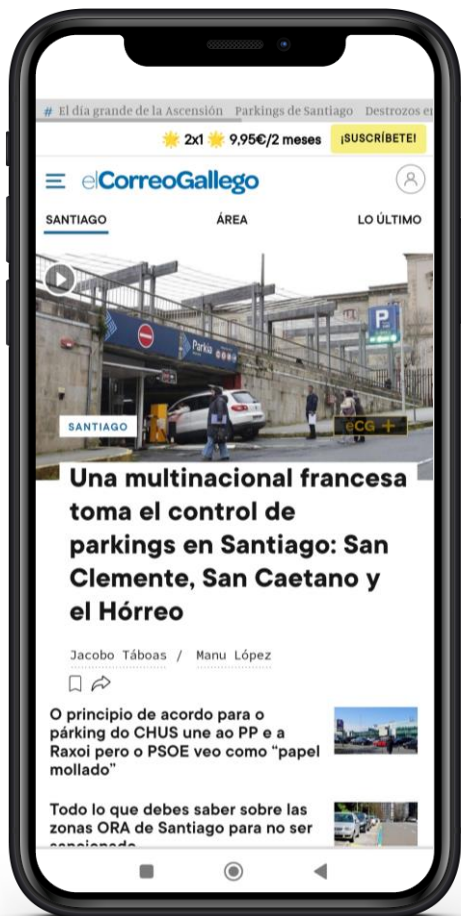 # El día grande de la Ascensión Parkings de Santiago Destrozos en
2x1 9,95€/2 meses ¡SUSCRÍBETE!
elCorreoGallego
SANTIAGO ÁREA LO ÚLTIMO
P
Parkia
SANTIAGO
eCG +
Una multinacional francesa
toma el control de
parkings en Santiago: San
Clemente, San Caetano y
el Hórreo
Jacobo Táboas / Manu López
O principio de acordo para o
párking do CHUS une ao PP e a
Raxoi pero o PSOE veo como “papel
mollado”
Todo lo que debes saber sobre las
zonas ORA de Santiago para no ser
sancionado